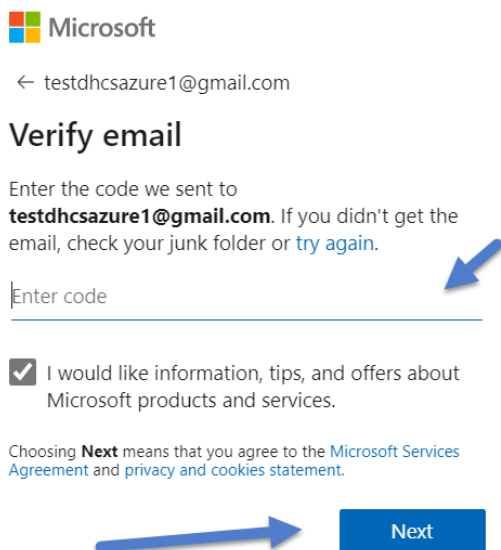 Microsoft
← testdhcsazure1@gmail.com
Verify email
Enter the code we sent to
testdhcsazure1@gmail.com. If you didn't get the
email, check your junk folder or try again.
Enter code
I would like information, tips, and offers about
Microsoft products and services.
Choosing Next means that you agree to the Microsoft Services
Agreement and privacy and cookies statement.
Next